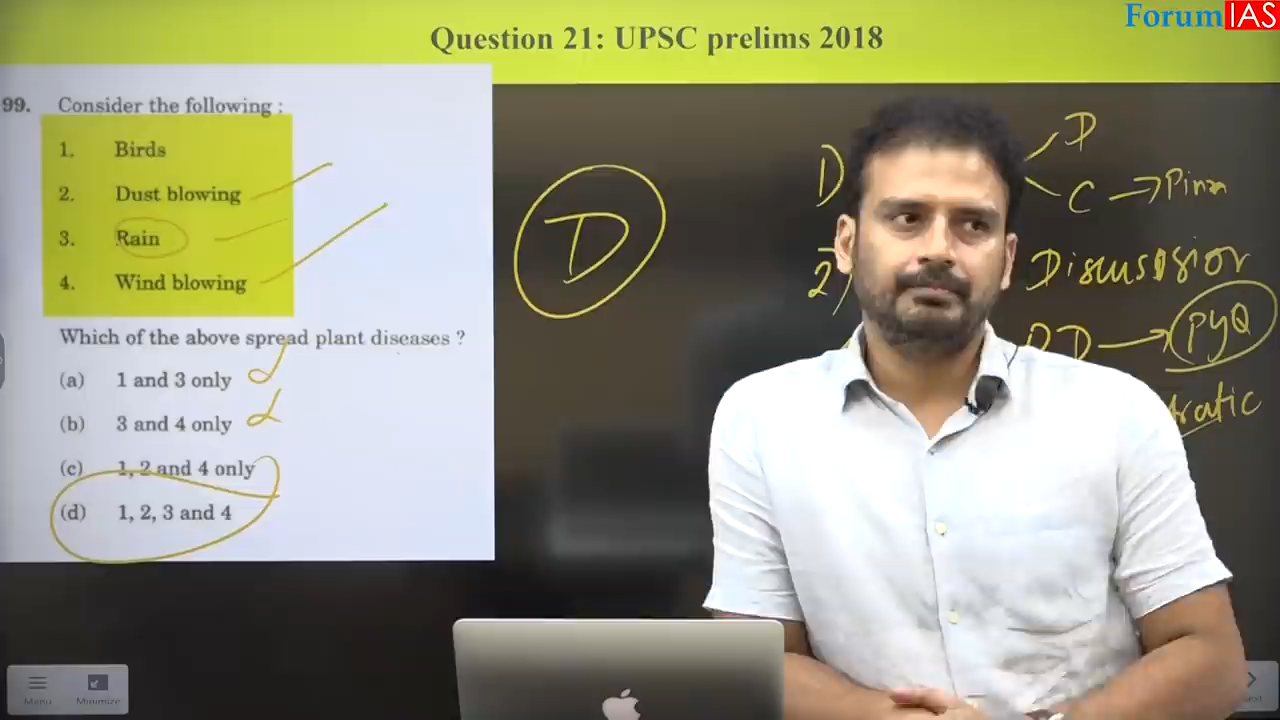 ForumIAS
Question 21: UPSC prelims 2018
99. Consider the following :
1. Birds
2. Dust blowing
3. Rain
4. Wind blowing
Which of the above spread plant diseases ?
(a) 1 and 3 only
(b) 3 and 4 only
(c) 1, 2 and 4 only
(d) 1, 2, 3 and 4
D
D
D
C
2)
PYQ
Menu
Minimize